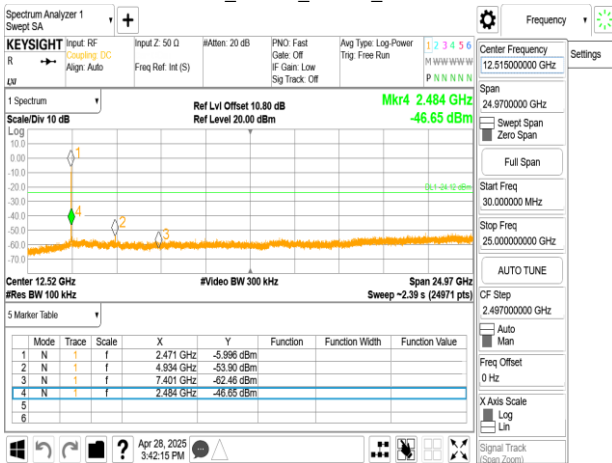 Spectrum Analyzer 1
Swept SA
Frequency
KEYSIGHT Input: RF Input Z: 50 Ω #Atten: 20 dB PNO: Fast Avg Type: Log-Power 1 2 3 4 5 6
R Coupling: DC Gate: Off Trig: Free Run M W W W W W
Align: Auto Freq Ref: Int (S) IF Gain: Low
LXI Sig Track: Off P N N N N N
Center Frequency
12.515000000 GHz
Settings
1 Spectrum
Ref Lvl Offset 10.80 dB Mkr4 2.484 GHz
Scale/Div 10 dB Ref Level 20.00 dBm -46.65 dBm
Log
10.0
0.00
-10.0
-20.0
-30.0
-40.0
-50.0
-60.0
-70.0
1
DL1 -24.12 dBm
4
2
3
Center 12.52 GHz #Video BW 300 kHz Span 24.97 GHz
#Res BW 100 kHz Sweep ~2.39 s (24971 pts)
5 Marker Table
Mode Trace Scale X Y Function Function Width Function Value
1 N 1 f 2.471 GHz -5.996 dBm
2 N 1 f 4.934 GHz -53.90 dBm
3 N 1 f 7.401 GHz -62.46 dBm
4 N 1 f 2.484 GHz -46.65 dBm
5
6
Span
24.9700000 GHz
Swept Span
Zero Span
Full Span
Start Freq
30.000000 MHz
Stop Freq
25.000000000 GHz
AUTO TUNE
CF Step
2.497000000 GHz
Auto
Man
Freq Offset
0 Hz
X Axis Scale
Log
Lin
Signal Track
(Span Zoom)
? Apr 28, 2025
3:42:15 PM